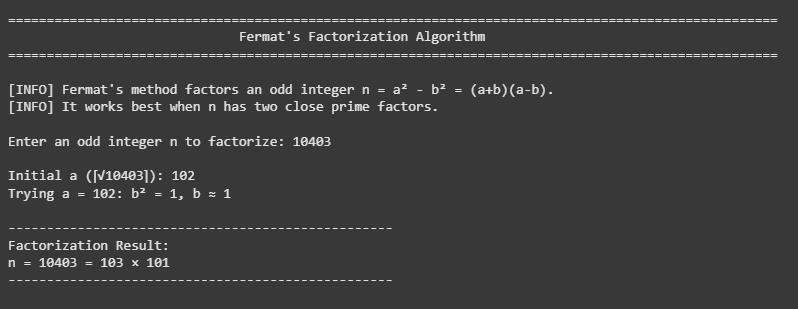 ====================================================================================================
Fermat's Factorization Algorithm
====================================================================================================
[INFO] Fermat's method factors an odd integer n = a² - b² = (a+b)(a-b).
[INFO] It works best when n has two close prime factors.
Enter an odd integer n to factorize: 10403
Initial a (⌈√10403⌉): 102
Trying a = 102: b² = 1, b ≈ 1
--------------------------------------------------
Factorization Result:
n = 10403 = 103 × 101
--------------------------------------------------